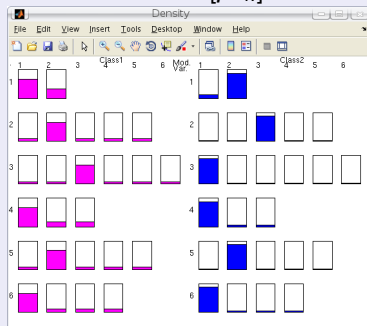 Density
File Edit View Insert Tools Desktop Window Help
Class1 Mod. Class2
1 2 3 4 5 6 Var. 1 2 3 4 5 6
1 1
2 2
3 3
4 4
5 5
6 6